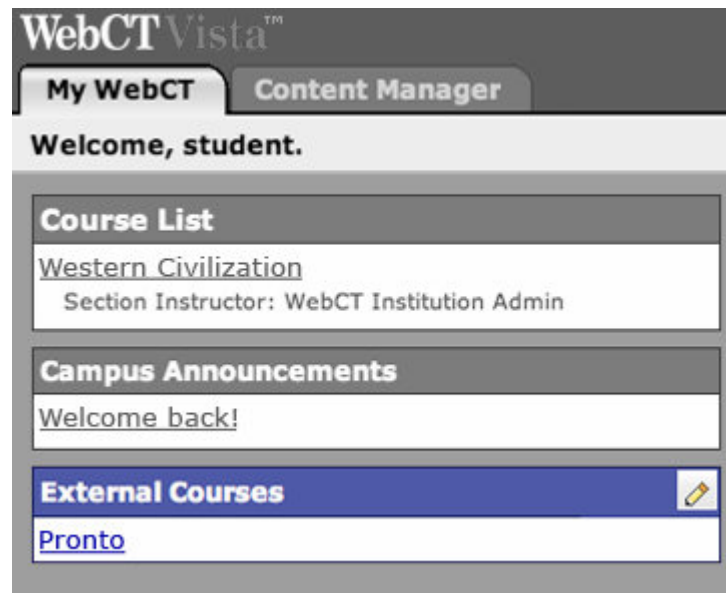 WebCT Vista™
My WebCT Content Manager
Welcome, student.
Course List
Western Civilization
Section Instructor: WebCT Institution Admin
Campus Announcements
Welcome back!
External Courses
Pronto